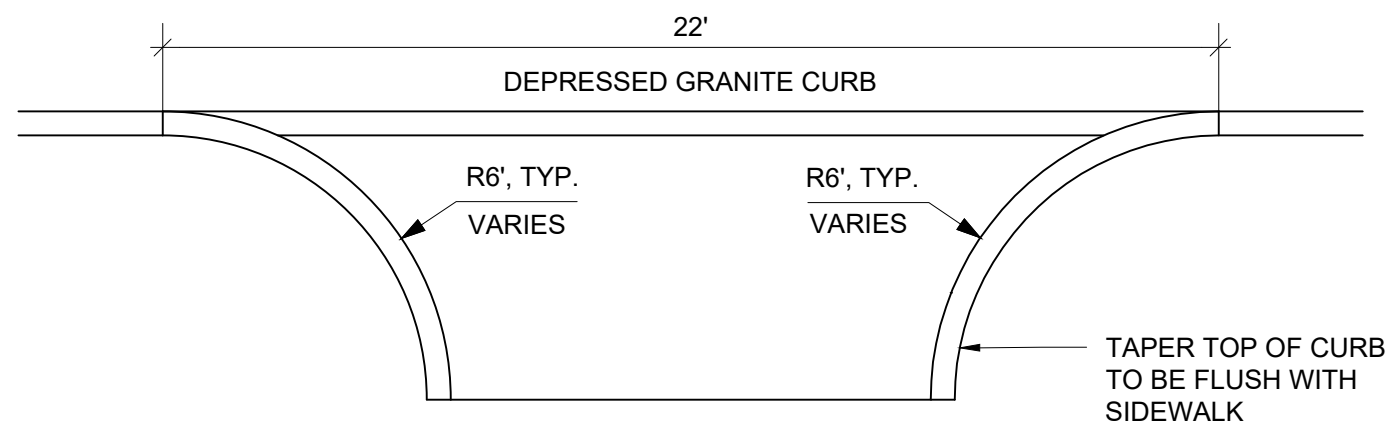 22'
DEPRESSED GRANITE CURB
R6', TYP.
VARIES
R6', TYP.
VARIES
TAPER TOP OF CURB
TO BE FLUSH WITH
SIDEWALK